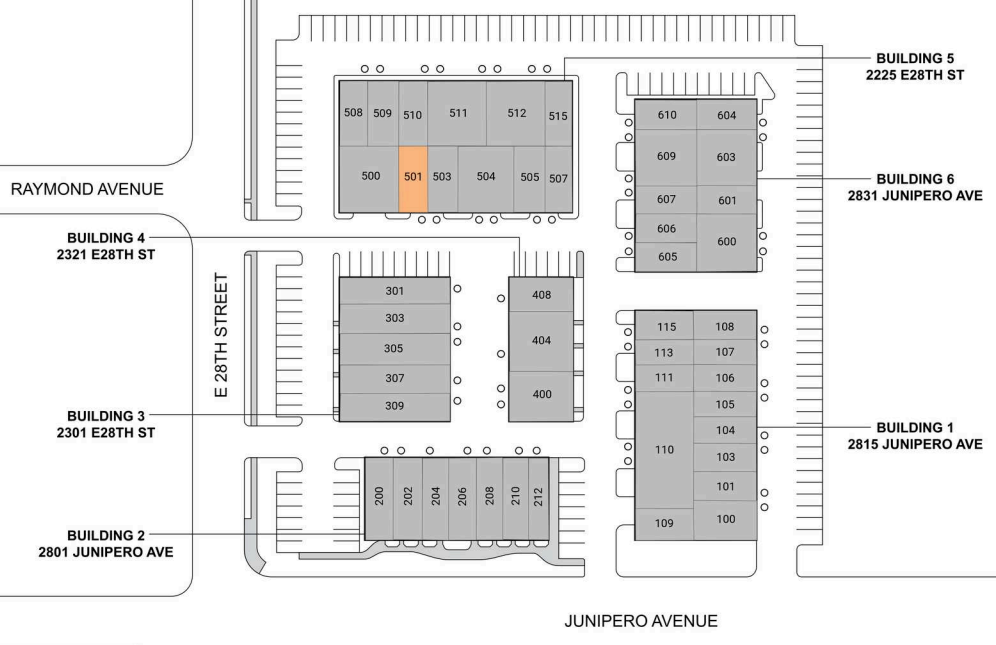 BUILDING 5
2225 E28TH ST
508 509 510 511 512 515
500 501 503 504 505 507
610 604
609 603
607 601
606 600
605
RAYMOND AVENUE
BUILDING 6
2831 JUNIPERO AVE
BUILDING 4
2321 E28TH ST
E 28TH STREET
301
303
305
307
309
408
404
400
115 108
113 107
111 106
105
110 104
103
101
109 100
BUILDING 3
2301 E28TH ST
BUILDING 1
2815 JUNIPERO AVE
200 202 204 206 208 210 212
BUILDING 2
2801 JUNIPERO AVE
JUNIPERO AVENUE